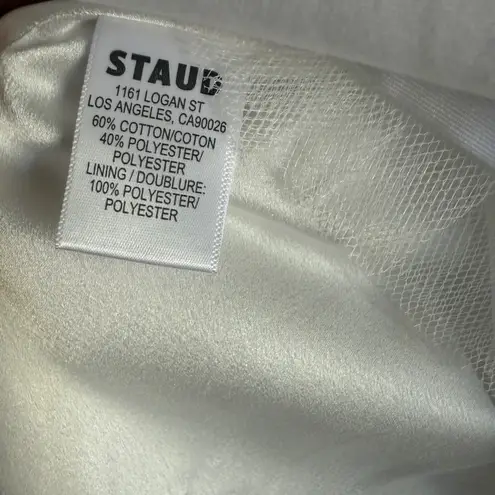 STAUD
1161 LOGAN ST
LOS ANGELES, CA90026
60% COTTON/COTON
40% POLYESTER/
POLYESTER
LINING / DOUBLURE:
100% POLYESTER/
POLYESTER